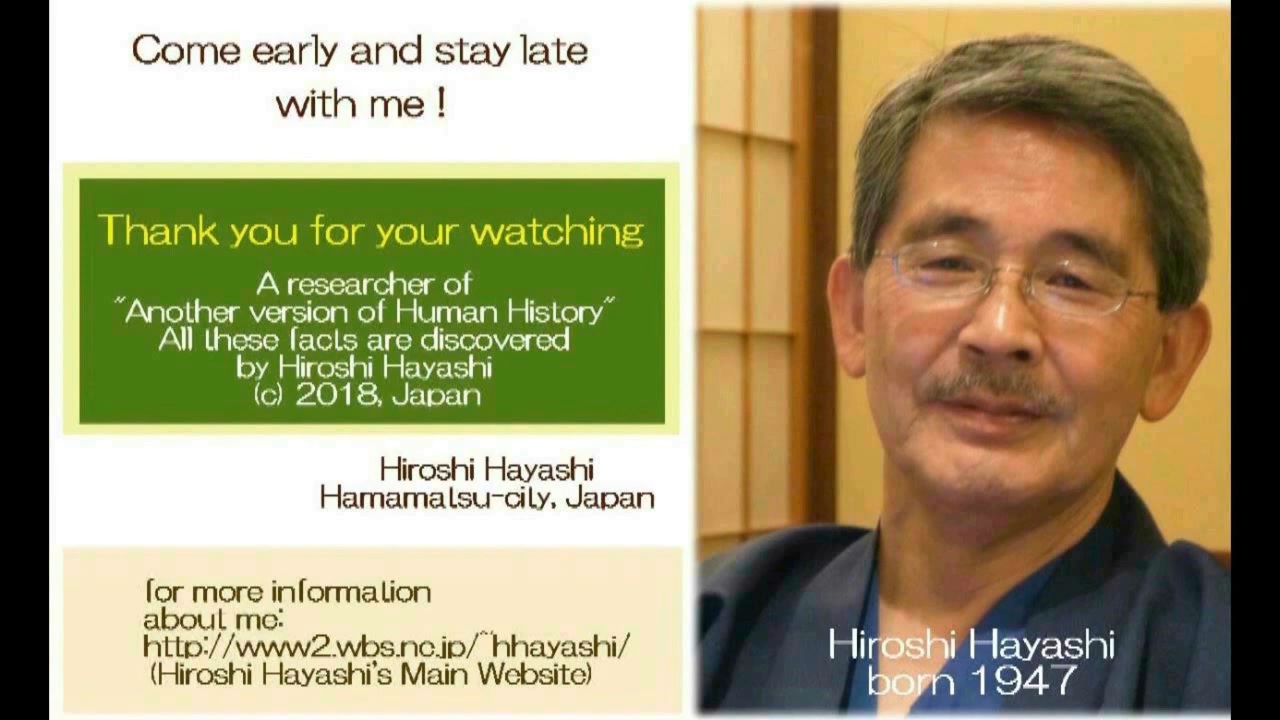 Come early and stay late
with me !
Thank you for your watching
A researcher of
"Another version of Human History"
All these facts are discovered
by Hiroshi Hayashi
(c) 2018, Japan
Hiroshi Hayashi
Hamamatsu-city, Japan
for more information
about me:
http://www2.wbs.ne.jp/~hhayashi/
(Hiroshi Hayashi's Main Website)
Hiroshi Hayashi
born 1947